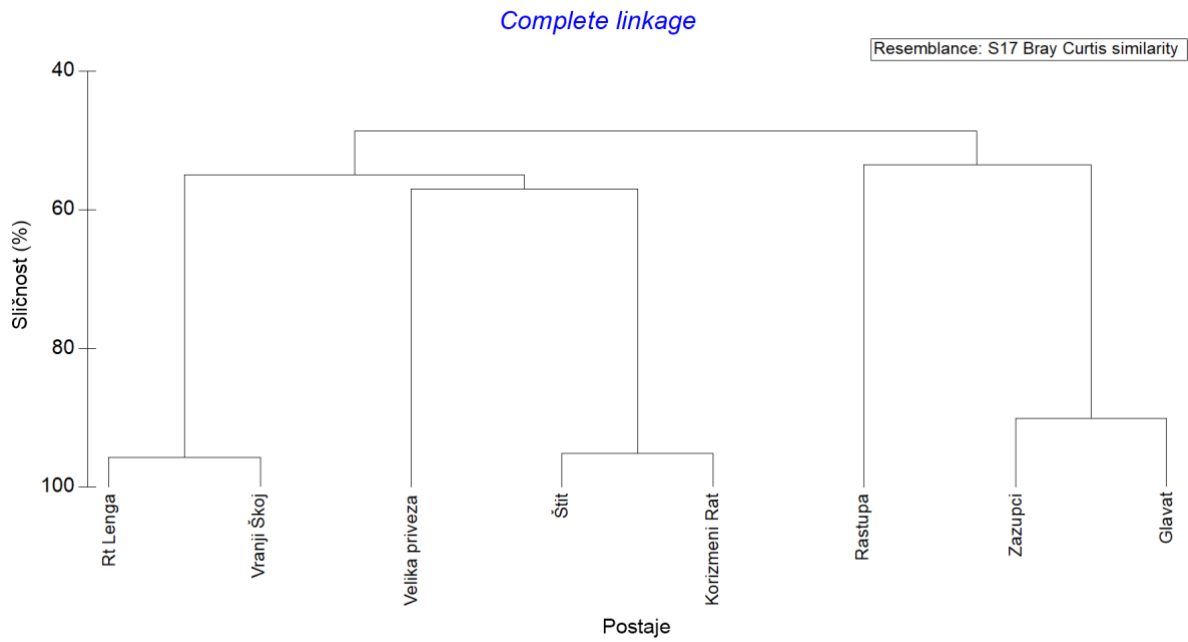 Complete linkage
Resemblance: S17 Bray Curtis similarity
40
60
80
100
Sličnost (%)
Rt Lenga
Vranji Škoj
Velika priveza
Štit
Korizmeni Rat
Rastupa
Zazupci
Glavat
Postaje